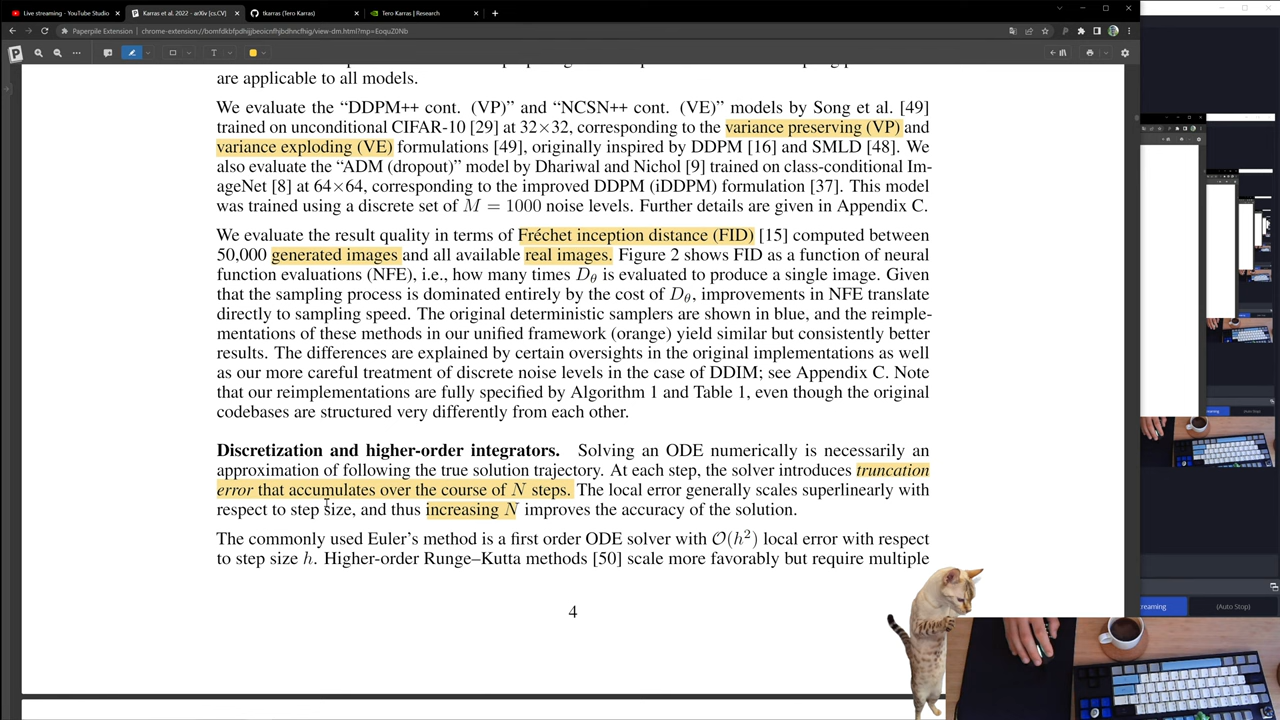 Live streaming - YouTube Studio
Karras et al. 2022 - arXiv [cs.CV]
tkarras (Tero Karras)
Tero Karras | Research
Paperpile Extension | chrome-extension://bomfdkbfpdhijjbeoicnfhjbdhncfhig/view-dm.html?mp=EoquZ0Nb
are applicable to all models.
We evaluate the “DDPM++ cont. (VP)” and “NCSN++ cont. (VE)” models by Song et al. [49]
trained on unconditional CIFAR-10 [29] at 32×32, corresponding to the variance preserving (VP) and
variance exploding (VE) formulations [49], originally inspired by DDPM [16] and SMLD [48]. We
also evaluate the “ADM (dropout)” model by Dhariwal and Nichol [9] trained on class-conditional Im-
ageNet [8] at 64×64, corresponding to the improved DDPM (iDDPM) formulation [37]. This model
was trained using a discrete set of M = 1000 noise levels. Further details are given in Appendix C.
We evaluate the result quality in terms of Fréchet inception distance (FID) [15] computed between
50,000 generated images and all available real images. Figure 2 shows FID as a function of neural
function evaluations (NFE), i.e., how many times Dθ is evaluated to produce a single image. Given
that the sampling process is dominated entirely by the cost of Dθ, improvements in NFE translate
directly to sampling speed. The original deterministic samplers are shown in blue, and the reimple-
mentations of these methods in our unified framework (orange) yield similar but consistently better
results. The differences are explained by certain oversights in the original implementations as well
as our more careful treatment of discrete noise levels in the case of DDIM; see Appendix C. Note
that our reimplementations are fully specified by Algorithm 1 and Table 1, even though the original
codebases are structured very differently from each other.
Discretization and higher-order integrators. Solving an ODE numerically is necessarily an
approximation of following the true solution trajectory. At each step, the solver introduces truncation
error that accumulates over the course of N steps. The local error generally scales superlinearly with
respect to step size, and thus increasing N improves the accuracy of the solution.
The commonly used Euler’s method is a first order ODE solver with O(h²) local error with respect
to step size h. Higher-order Runge–Kutta methods [50] scale more favorably but require multiple
4
reaming
(Auto Stop)